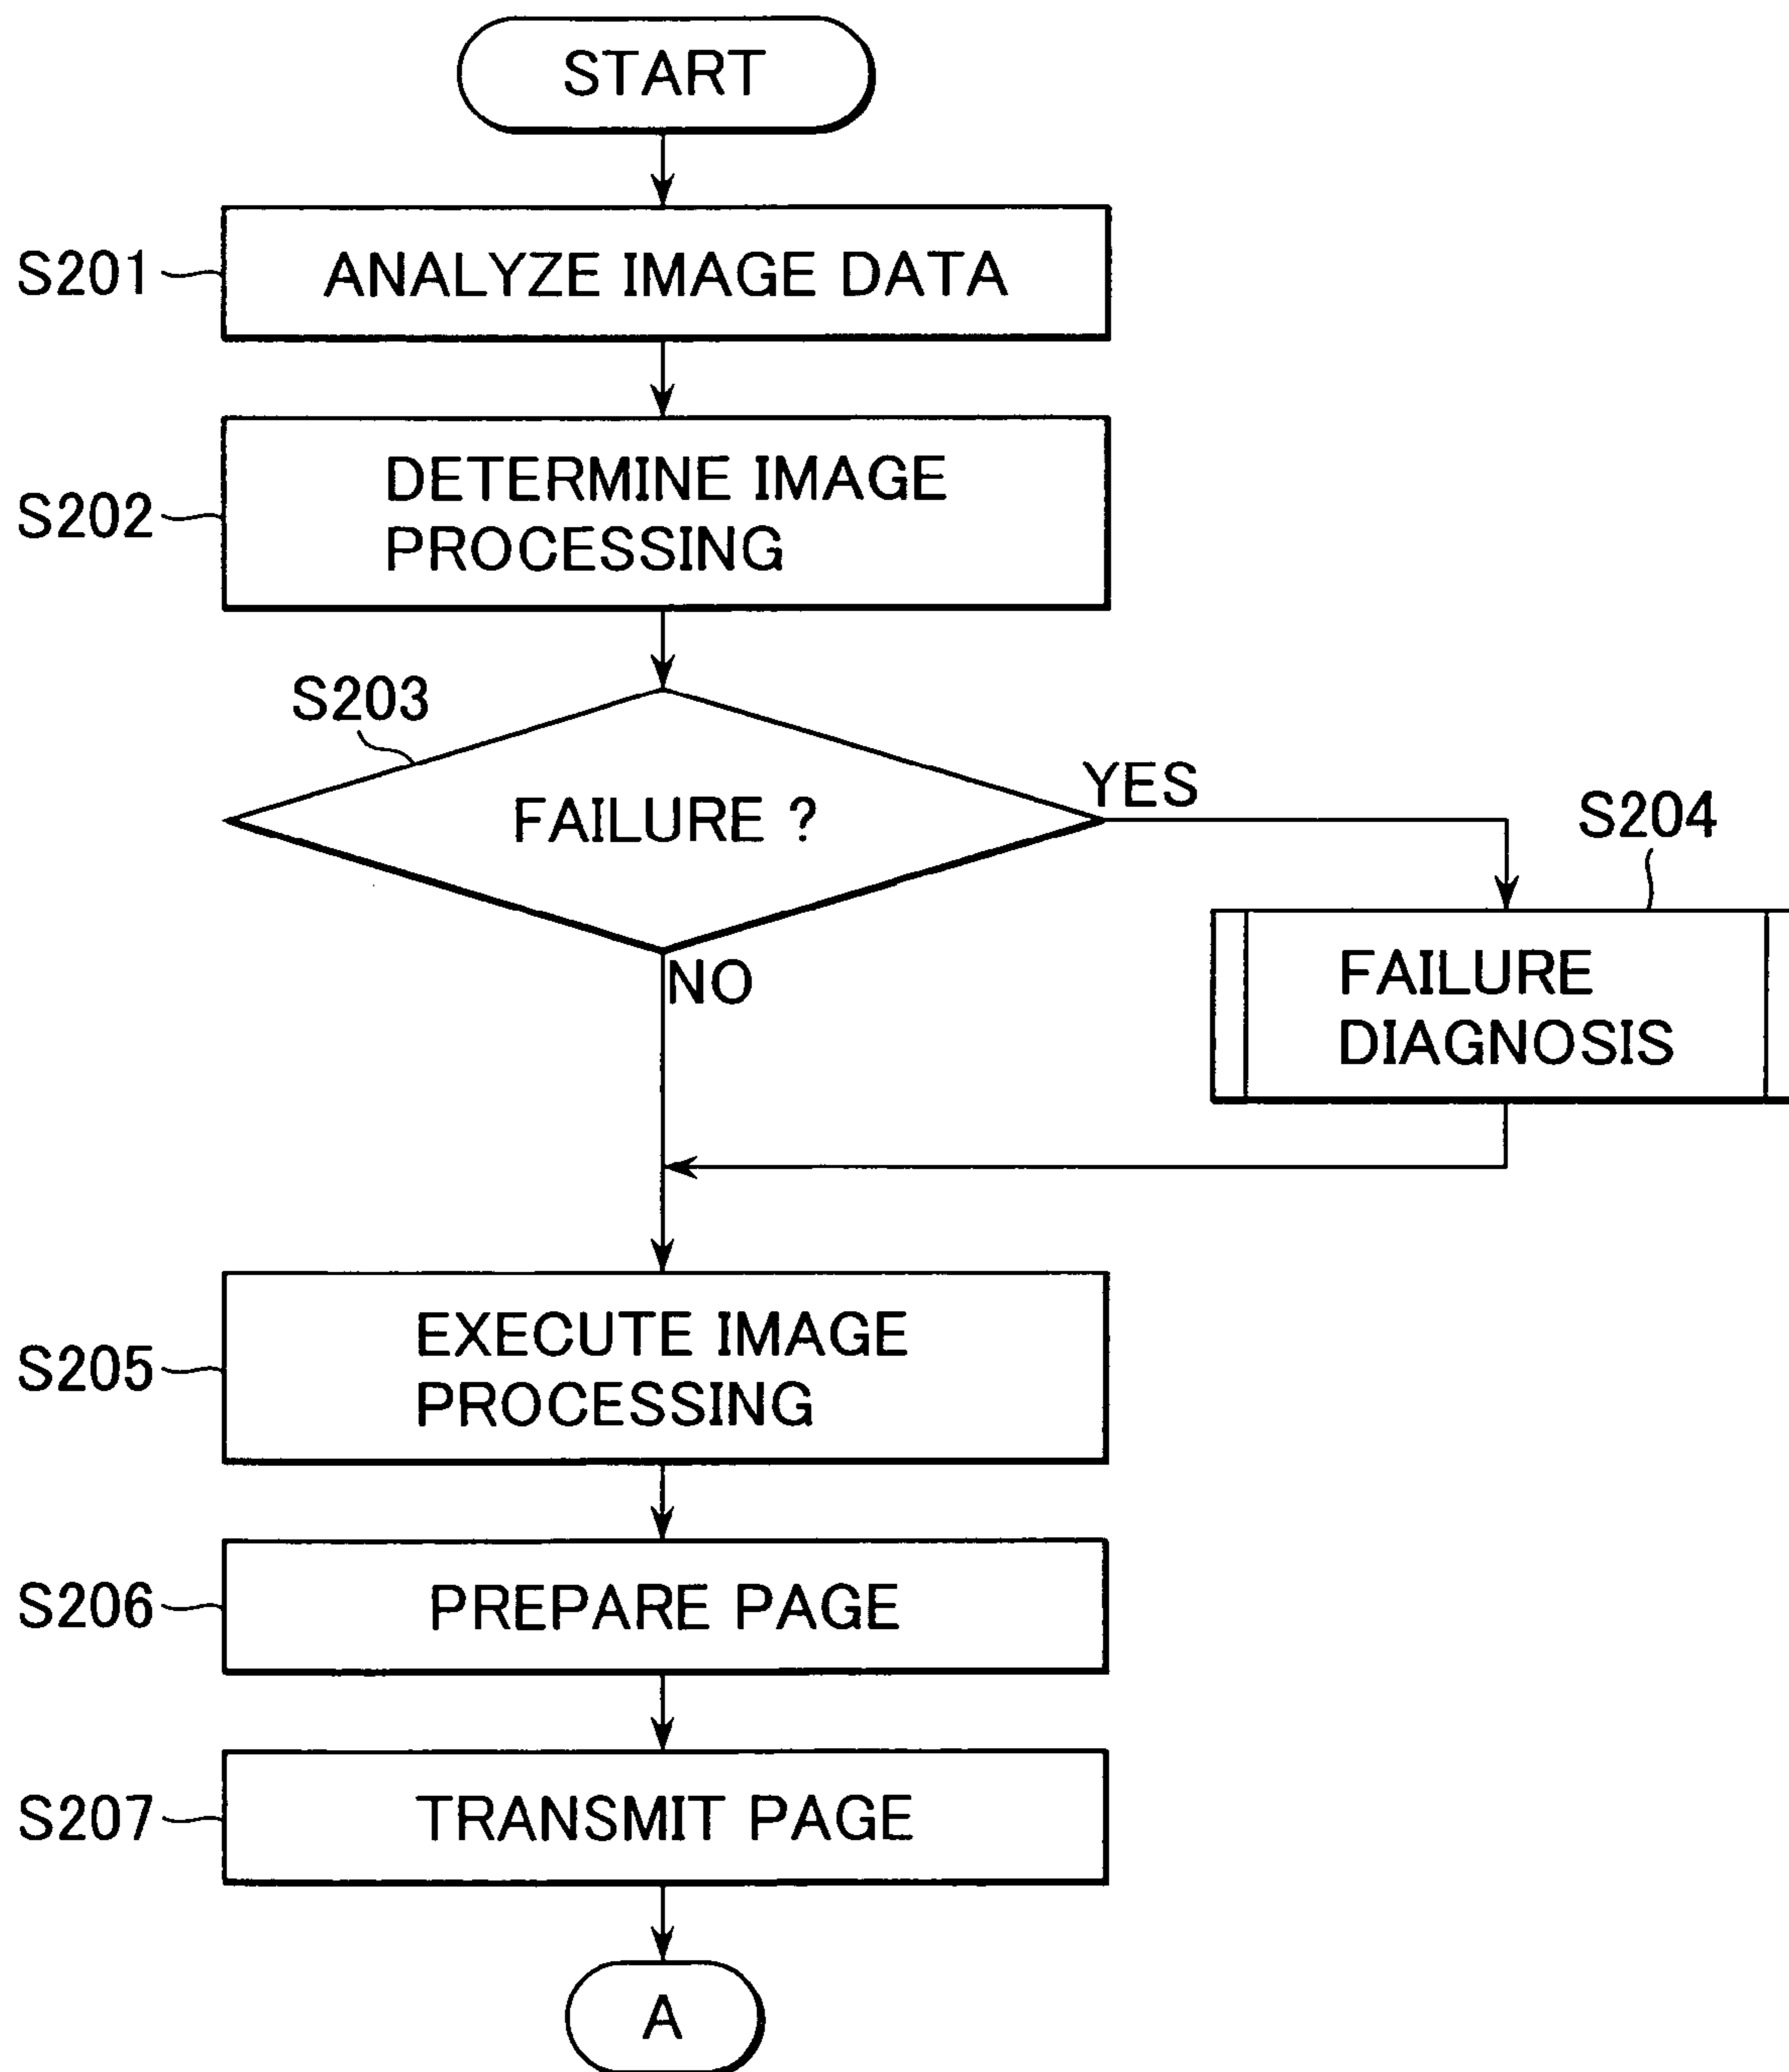 START
S201
ANALYZE IMAGE DATA
S202
DETERMINE IMAGE
PROCESSING
S203
FAILURE ?
YES
NO
S204
FAILURE
DIAGNOSIS
S205
EXECUTE IMAGE
PROCESSING
S206
PREPARE PAGE
S207
TRANSMIT PAGE
A